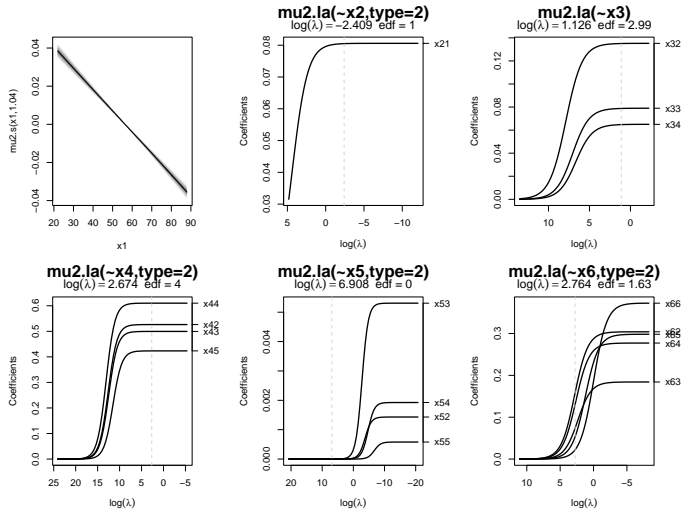 mu2.la(~x2,type=2)
log(λ) = −2.409 edf = 1
mu2.la(~x3)
log(λ) = 1.126 edf = 2.99
mu2.s(x1,1.04)
−0.04 −0.02 0.00 0.02 0.04
20 30 40 50 60 70 80 90
x1
Coefficients
0.03 0.04 0.05 0.06 0.07 0.08
x21
5 0 −5 −10
log(λ)
Coefficients
0.00 0.04 0.08 0.12
x32
x33
x34
10 5 0
log(λ)
mu2.la(~x4,type=2)
log(λ) = 2.674 edf = 4
mu2.la(~x5,type=2)
log(λ) = 6.908 edf = 0
mu2.la(~x6,type=2)
log(λ) = 2.764 edf = 1.63
Coefficients
0.0 0.1 0.2 0.3 0.4 0.5 0.6
x44
x42
x43
x45
25 20 15 10 5 0 −5
log(λ)
Coefficients
0.000 0.002 0.004
x53
x54
x52
x55
20 10 0 −10 −20
log(λ)
Coefficients
0.0 0.1 0.2 0.3
x66
x62
x65
x64
x63
10 5 0 −5
log(λ)